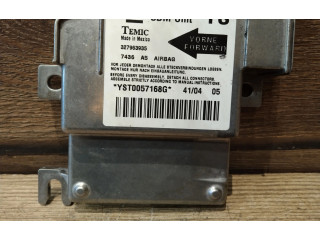 TEMIC
Made in Mexico
327963935
7436 A5 AIRBAG
VORNE
FORWARD
VOR JEDER DEMONTAGE ALLE STECKVERBINDUNGEN LOESEN.
MONTAGE NUR NACH EINBAUANLEITUNG.
BEFORE EVERY DISASSEMBLY, DETACH ALL CONNECTORS.
ASSEMBLE STRICTLY ACCORDING TO MANUAL INSTRUCTIONS.
*YST0057168G* 41/04 05